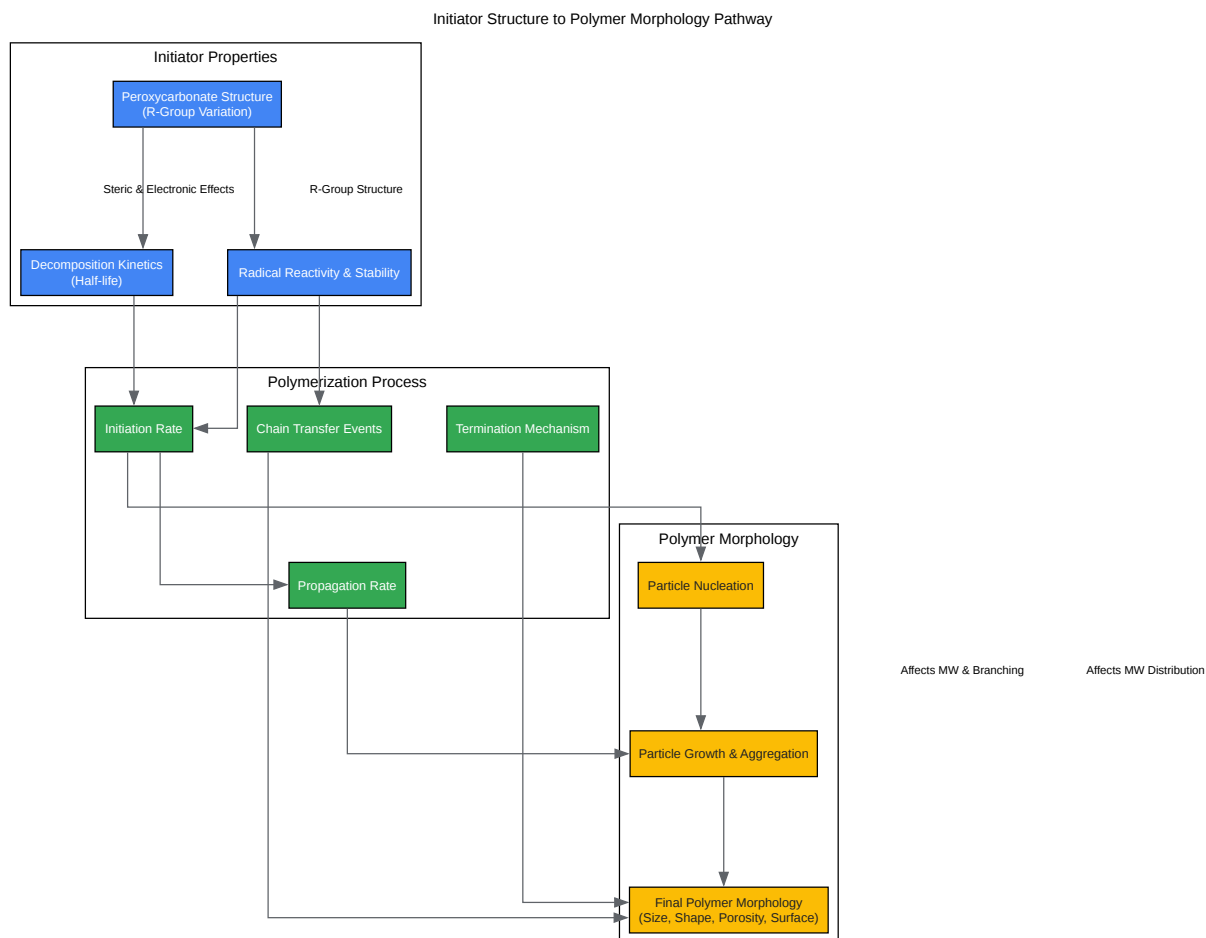 Initiator Structure to Polymer Morphology Pathway
Initiator Properties
Peroxycarbonate Structure
(R-Group Variation)
Steric & Electronic Effects
R-Group Structure
Decomposition Kinetics
(Half-life)
Radical Reactivity & Stability
Polymerization Process
Initiation Rate
Chain Transfer Events
Termination Mechanism
Propagation Rate
Polymer Morphology
Particle Nucleation
Affects MW & Branching
Affects MW Distribution
Particle Growth & Aggregation
Final Polymer Morphology
(Size, Shape, Porosity, Surface)